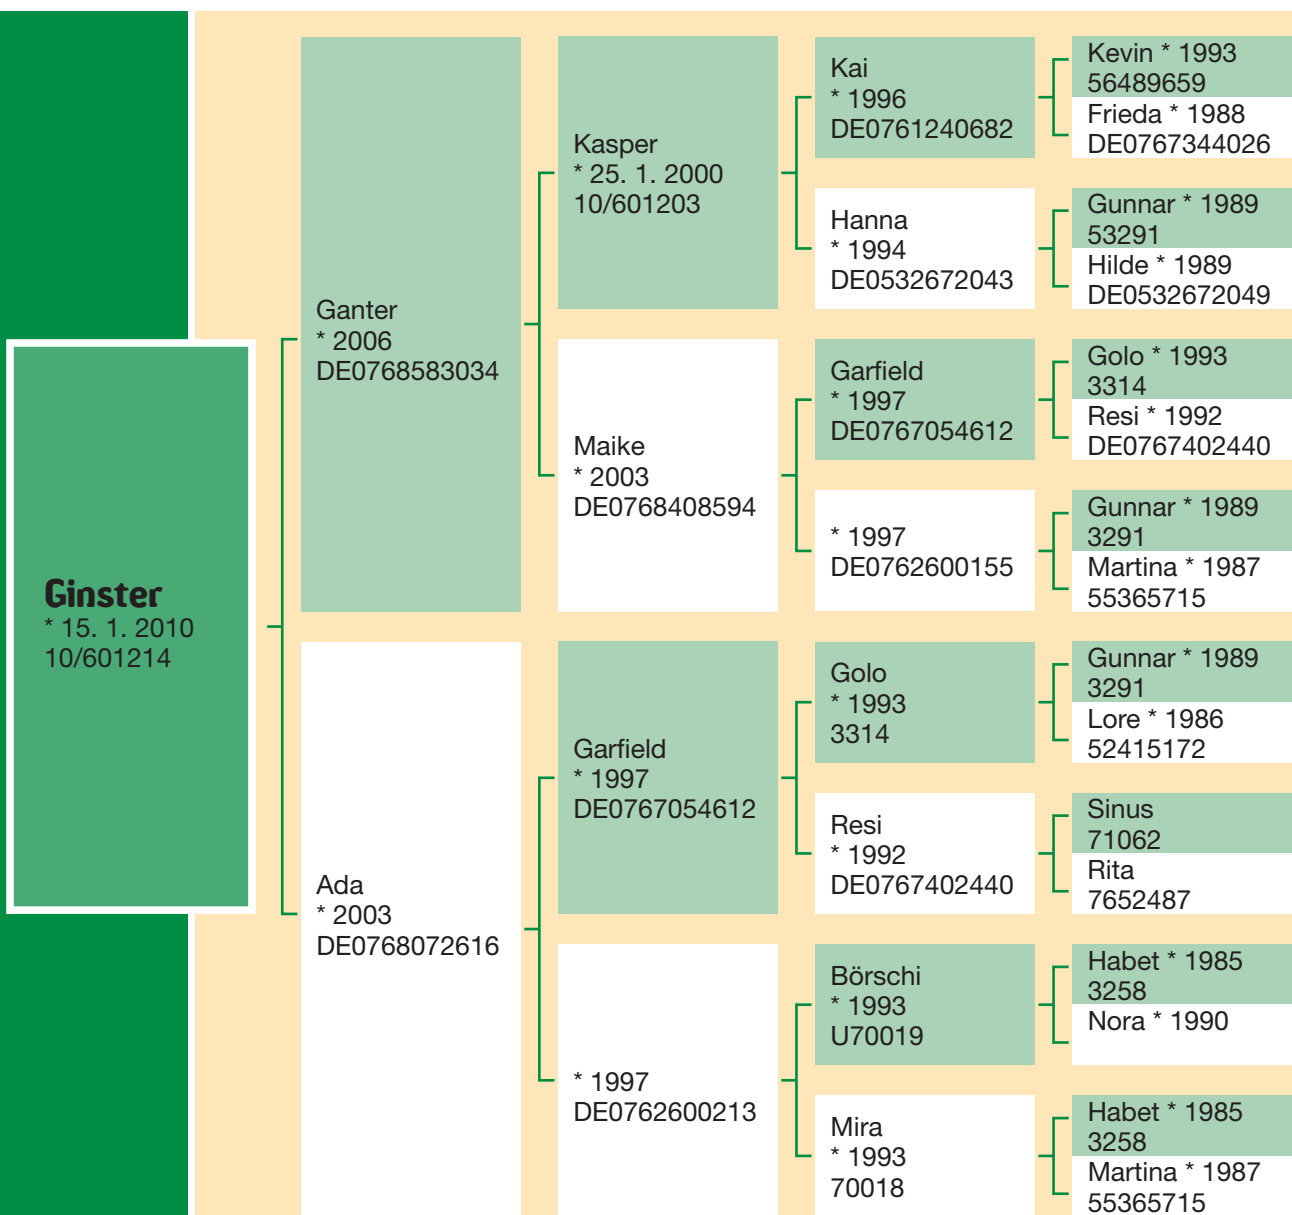 Ginster
* 15. 1. 2010
10/601214
Ganter
* 2006
DE0768583034
Ada
* 2003
DE0768072616
Kasper
* 25. 1. 2000
10/601203
Maike
* 2003
DE0768408594
Garfield
* 1997
DE0767054612
* 1997
DE0762600213
Kai
* 1996
DE0761240682
Hanna
* 1994
DE0532672043
Garfield
* 1997
DE0767054612
* 1997
DE0762600155
Golo
* 1993
3314
Resi
* 1992
DE0767402440
Börschi
* 1993
U70019
Mira
* 1993
70018
Kevin * 1993
56489659
Frieda * 1988
DE0767344026
Gunnar * 1989
53291
Hilde * 1989
DE0532672049
Golo * 1993
3314
Resi * 1992
DE0767402440
Gunnar * 1989
3291
Martina * 1987
55365715
Gunnar * 1989
3291
Lore * 1986
52415172
Sinus
71062
Rita
7652487
Habet * 1985
3258
Nora * 1990
Habet * 1985
3258
Martina * 1987
55365715